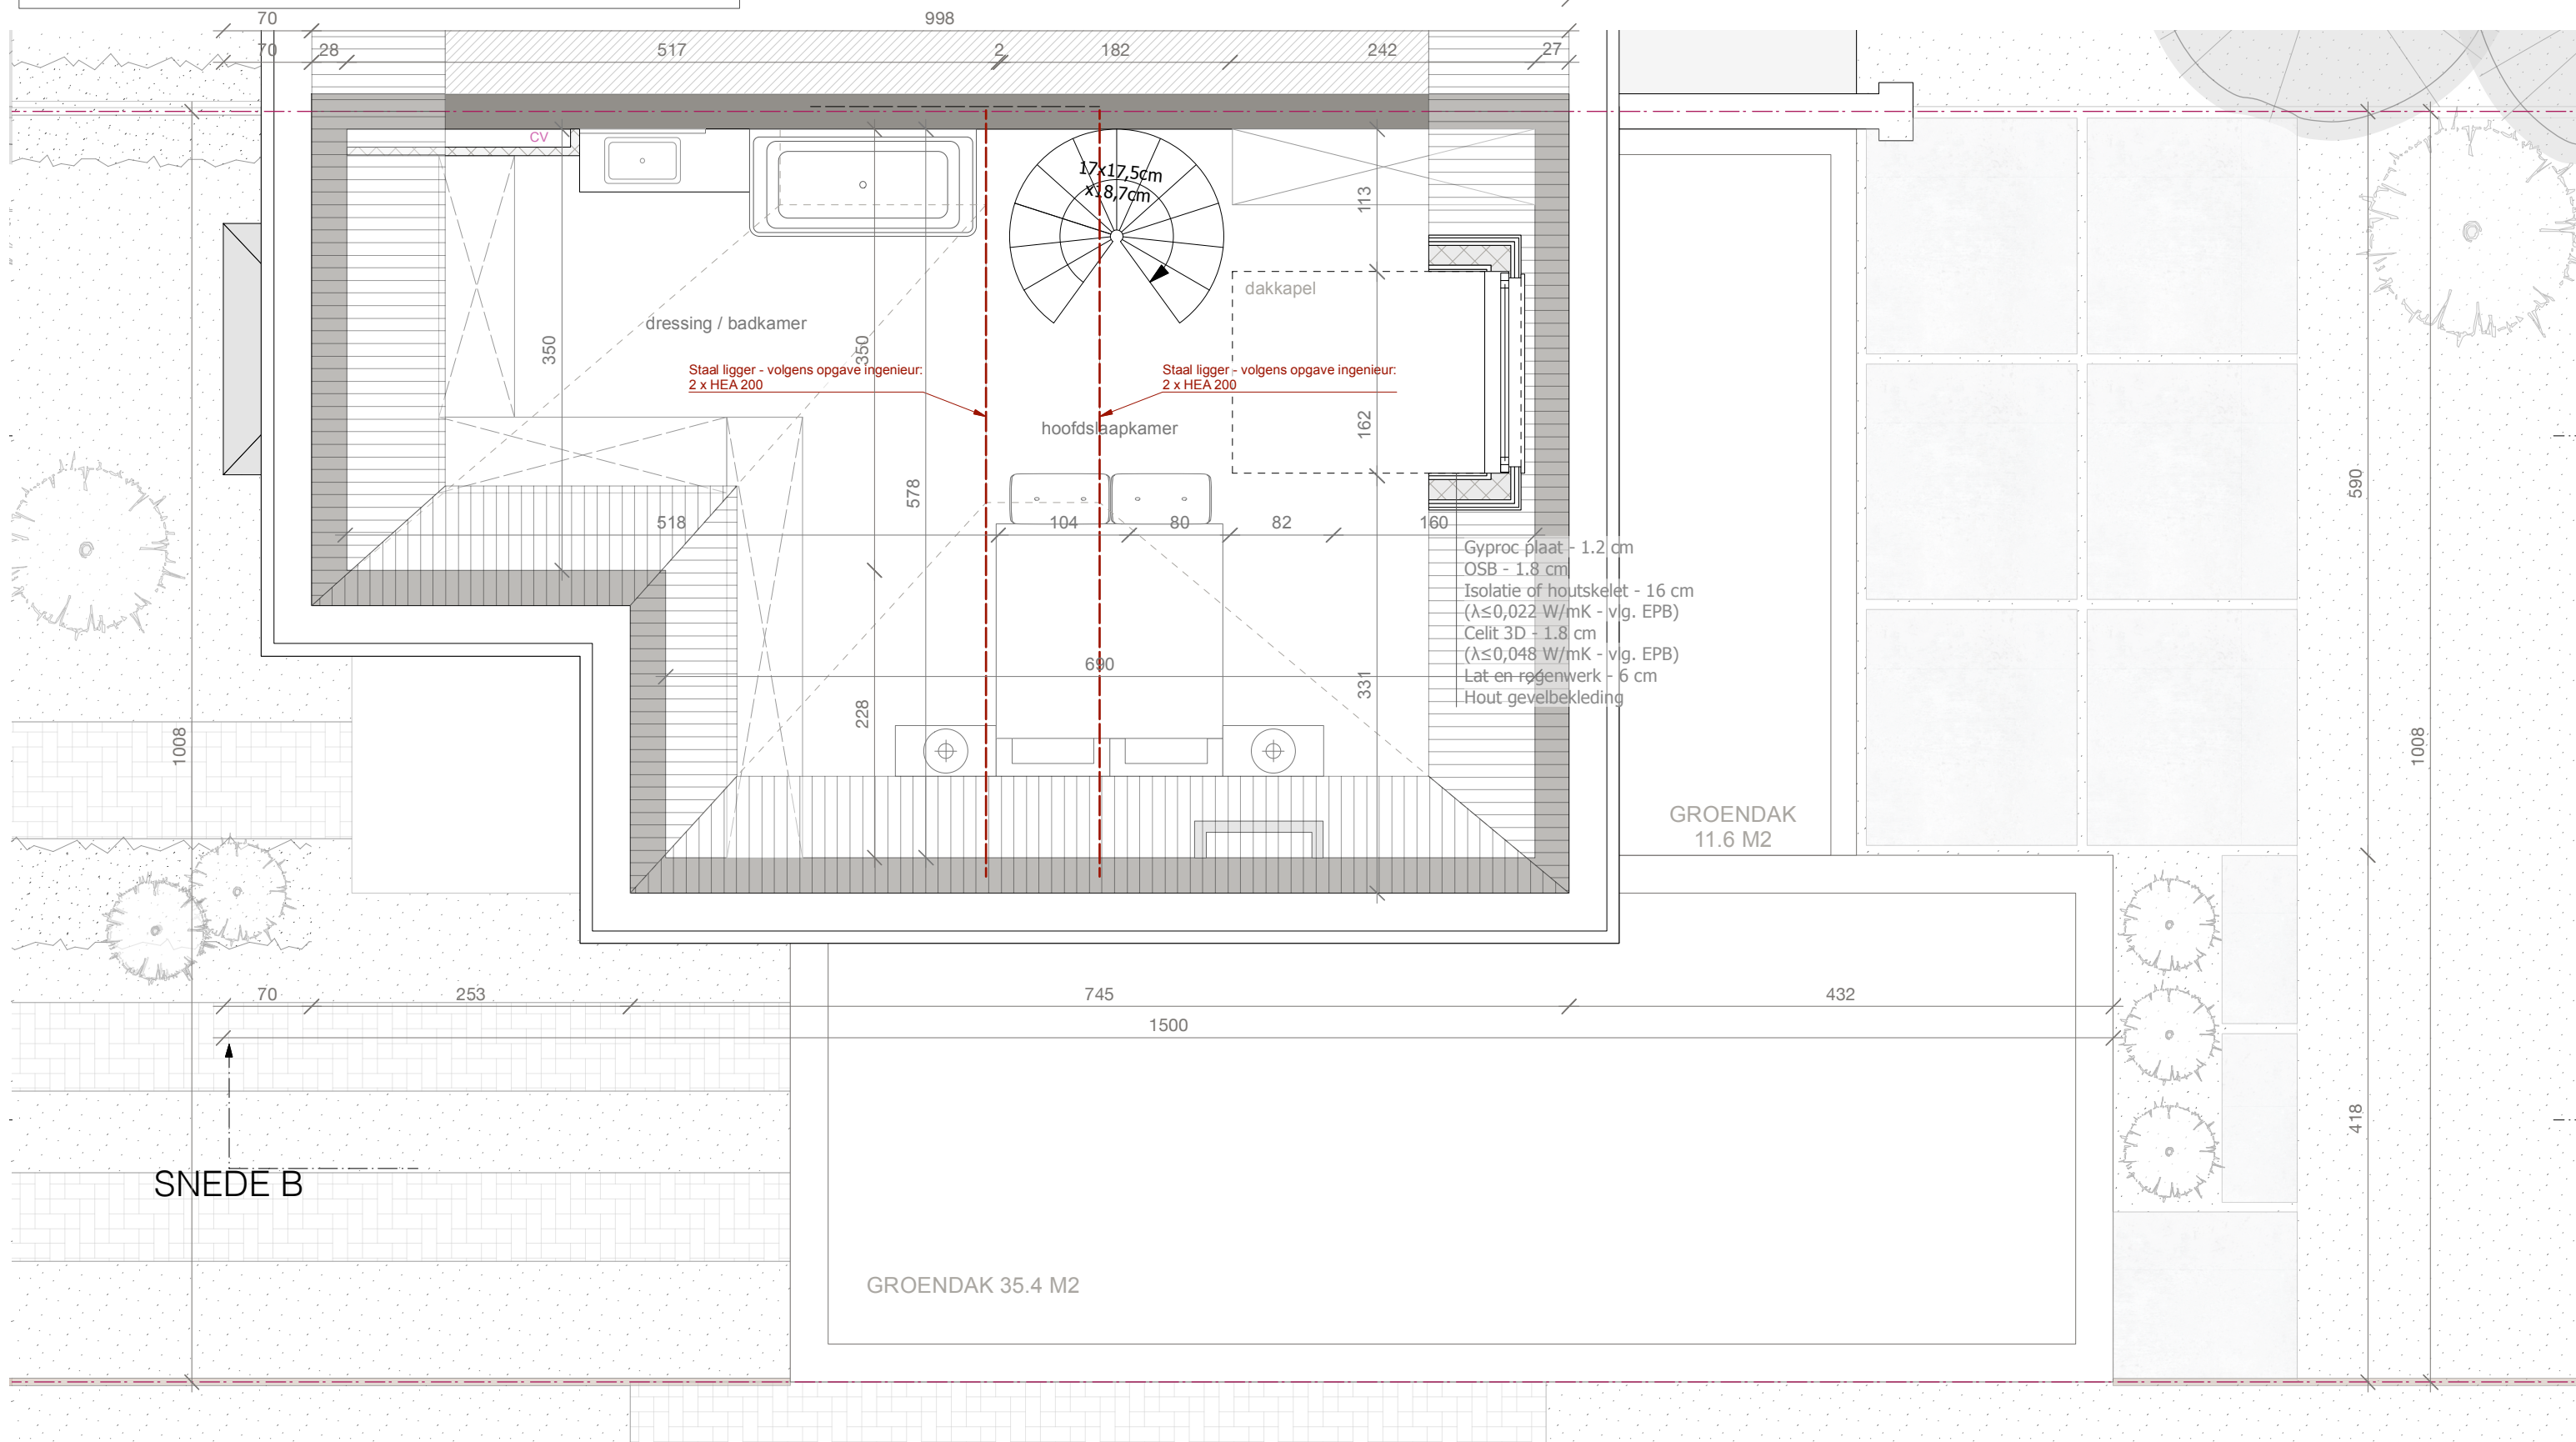 70
998
70
28
517
2
182
242
27
CV
17x17,5cm
x18,7cm
113
dakkapel
dressing / badkamer
350
350
Staal ligger - volgens opgave ingenieur:
2 x HEA 200
Staal ligger - volgens opgave ingenieur:
2 x HEA 200
162
hoofdslaapkamer
578
590
518
104
80
82
160
Gyproc plaat - 1.2 cm
OSB - 1.8 cm
Isolatie of houtskelet - 16 cm
(λ≤0,022 W/mK - vlg. EPB)
Celit 3D - 1.8 cm
(λ≤0,048 W/mK - vlg. EPB)
Lat en regenwerk - 6 cm
Hout gevelbekleding
690
331
228
1008
1008
GROENDAK
11.6 M2
70
253
745
432
1500
418
SNEDE B
GROENDAK 35.4 M2